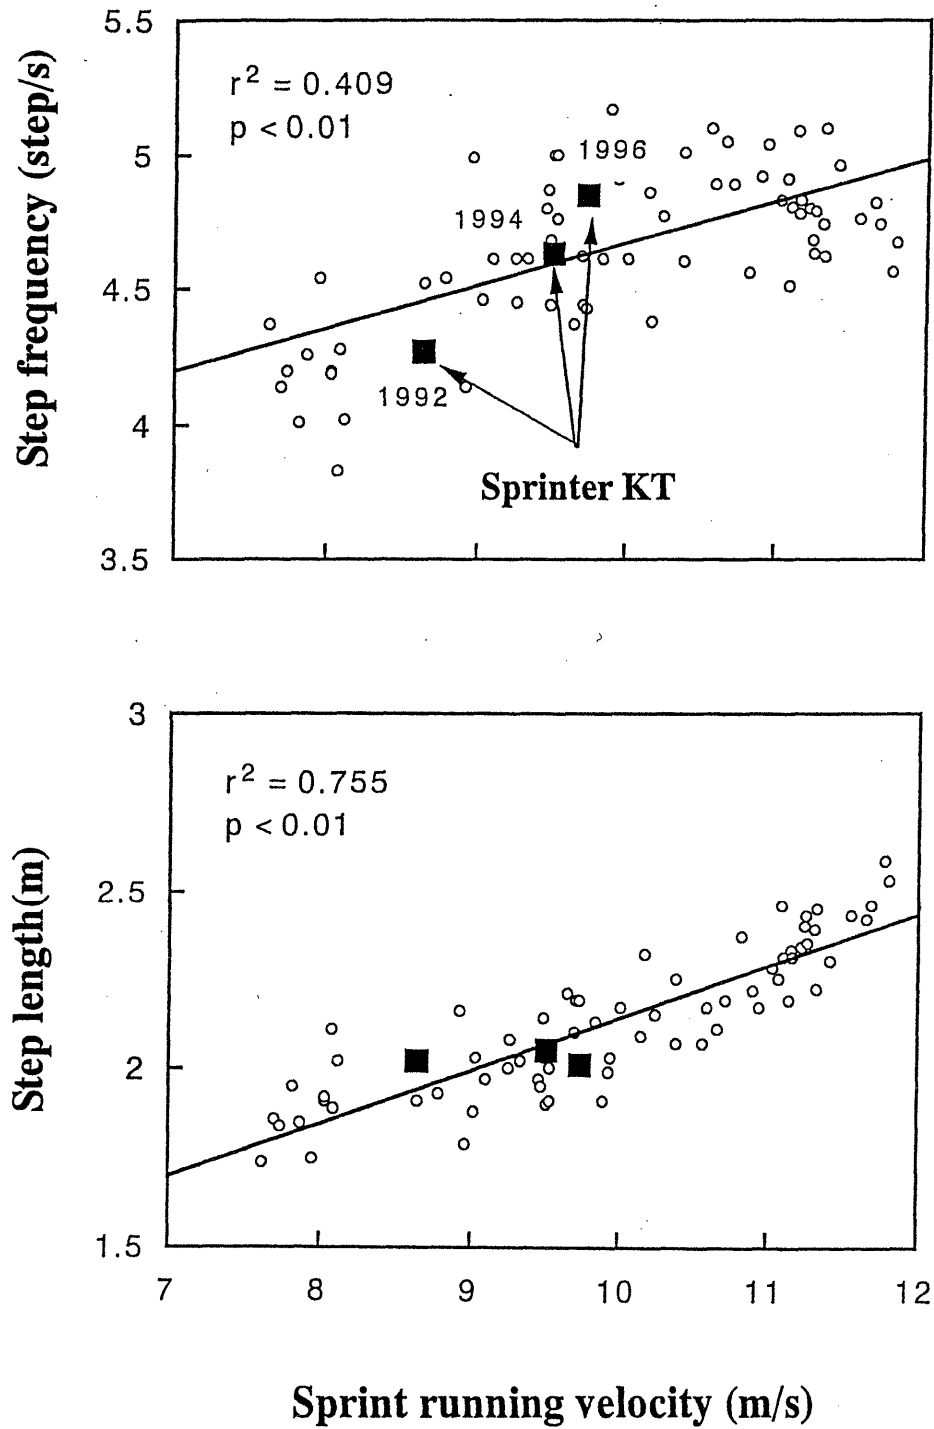 5.5
r² = 0.409
p < 0.01
1996
5
1994
4.5
1992
4
Sprinter KT
3.5
Step frequency (step/s)
3
r² = 0.755
p < 0.01
2.5
2
1.5
Step length(m)
7 8 9 10 11 12
Sprint running velocity (m/s)